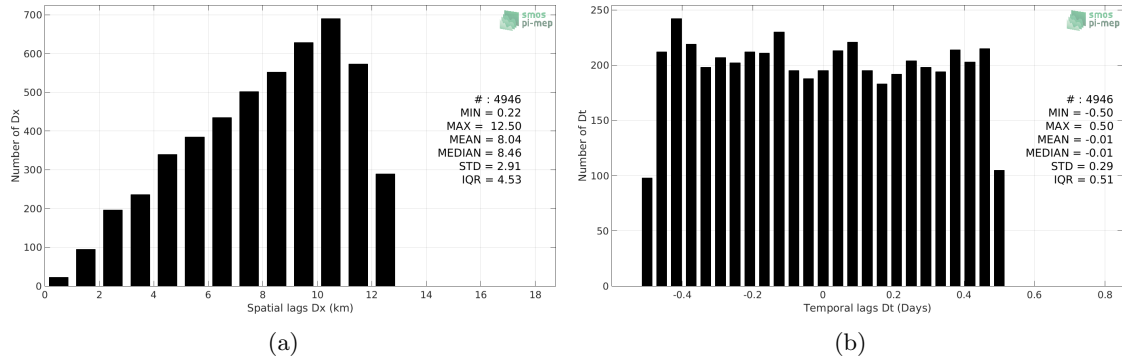 700
600
500
400
300
200
100
0
Number of Dx
0 2 4 6 8 10 12 14 16 18
Spatial lags Dx (km)
smos
pi-mep
# : 4946
MIN = 0.22
MAX = 12.50
MEAN = 8.04
MEDIAN = 8.46
STD = 2.91
IQR = 4.53
(a)
250
200
150
100
50
0
Number of Dt
-0.4 -0.2 0 0.2 0.4 0.6 0.8
Temporal lags Dt (Days)
smos
pi-mep
# : 4946
MIN = -0.50
MAX = 0.50
MEAN = -0.01
MEDIAN = -0.01
STD = 0.29
IQR = 0.51
(b)